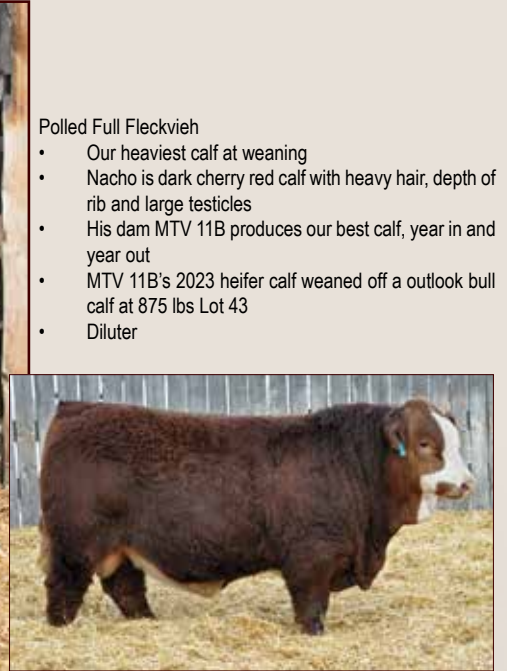 Polled Full Fleckvieh
• Our heaviest calf at weaning
• Nacho is dark cherry red calf with heavy hair, depth of
rib and large testicles
• His dam MTV 11B produces our best calf, year in and
year out
• MTV 11B's 2023 heifer calf weaned off a outlook bull
calf at 875 lbs Lot 43
• Diluter